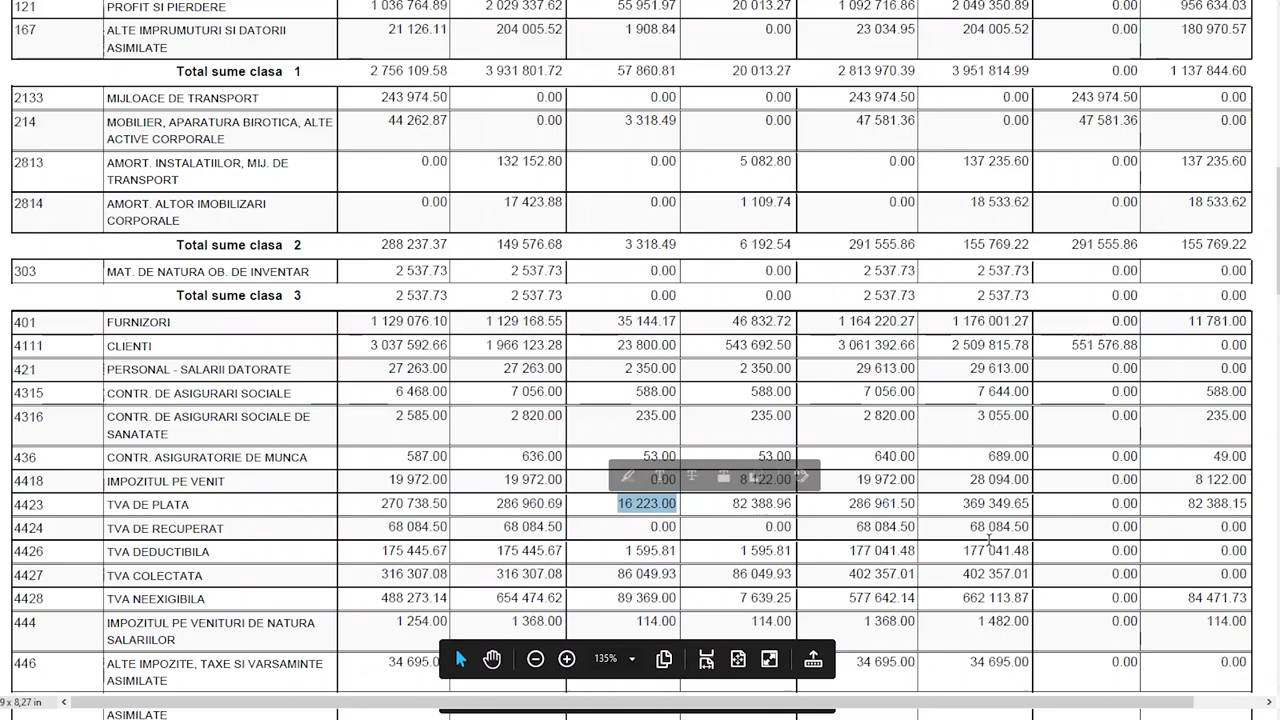 121 PROFIT SI PIERDERE 1 036 764.89 2 029 337.62 55 951.97 20 013.27 1 092 716.86 2 049 350.89 0.00 956 634.03
167 ALTE IMPRUMUTURI SI DATORII 21 126.11 204 005.52 1 908.84 0.00 23 034.95 204 005.52 0.00 180 970.57
ASIMILATE
Total sume clasa 1 2 756 109.58 3 931 801.72 57 860.81 20 013.27 2 813 970.39 3 951 814.99 0.00 1 137 844.60
2133 MIJLOACE DE TRANSPORT 243 974.50 0.00 0.00 0.00 243 974.50 0.00 243 974.50 0.00
214 MOBILIER, APARATURA BIROTICA, ALTE 44 262.87 0.00 3 318.49 0.00 47 581.36 0.00 47 581.36 0.00
ACTIVE CORPORALE
2813 AMORT. INSTALATIILOR, MIJ. DE 0.00 132 152.80 0.00 5 082.80 0.00 137 235.60 0.00 137 235.60
TRANSPORT
2814 AMORT. ALTOR IMOBILIZARI 0.00 17 423.88 0.00 1 109.74 0.00 18 533.62 0.00 18 533.62
CORPORALE
Total sume clasa 2 288 237.37 149 576.68 3 318.49 6 192.54 291 555.86 155 769.22 291 555.86 155 769.22
303 MAT. DE NATURA OB. DE INVENTAR 2 537.73 2 537.73 0.00 0.00 2 537.73 2 537.73 0.00 0.00
Total sume clasa 3 2 537.73 2 537.73 0.00 0.00 2 537.73 2 537.73 0.00 0.00
401 FURNIZORI 1 129 076.10 1 129 168.55 35 144.17 46 832.72 1 164 220.27 1 176 001.27 0.00 11 781.00
4111 CLIENTI 3 037 592.66 1 966 123.28 23 800.00 543 692.50 3 061 392.66 2 509 815.78 551 576.88 0.00
421 PERSONAL - SALARII DATORATE 27 263.00 27 263.00 2 350.00 2 350.00 29 613.00 29 613.00 0.00 0.00
4315 CONTR. DE ASIGURARI SOCIALE 6 468.00 7 056.00 588.00 588.00 7 056.00 7 644.00 0.00 588.00
4316 CONTR. DE ASIGURARI SOCIALE DE 2 585.00 2 820.00 235.00 235.00 2 820.00 3 055.00 0.00 235.00
SANATATE
436 CONTR. ASIGURATORIE DE MUNCA 587.00 636.00 53.00 53.00 640.00 689.00 0.00 49.00
4418 IMPOZITUL PE VENIT 19 972.00 19 972.00 0.00 8 122.00 19 972.00 28 094.00 0.00 8 122.00
4423 TVA DE PLATA 270 738.50 286 960.69 16 223.00 82 388.96 286 961.50 369 349.65 0.00 82 388.15
4424 TVA DE RECUPERAT 68 084.50 68 084.50 0.00 0.00 68 084.50 68 084.50 0.00 0.00
4426 TVA DEDUCTIBILA 175 445.67 175 445.67 1 595.81 1 595.81 177 041.48 177 041.48 0.00 0.00
4427 TVA COLECTATA 316 307.08 316 307.08 86 049.93 86 049.93 402 357.01 402 357.01 0.00 0.00
4428 TVA NEEXIGIBILA 488 273.14 654 474.62 89 369.00 7 639.25 577 642.14 662 113.87 0.00 84 471.73
444 IMPOZITUL PE VENITURI DE NATURA 1 254.00 1 368.00 114.00 114.00 1 368.00 1 482.00 0.00 114.00
SALARIILOR
446 ALTE IMPOZITE, TAXE SI VARSAMINTE 34 695.0 34 695.00 34 695.00 0.00 0.00
ASIMILATE
135%
9 x 8,27 in
ASIMILATE